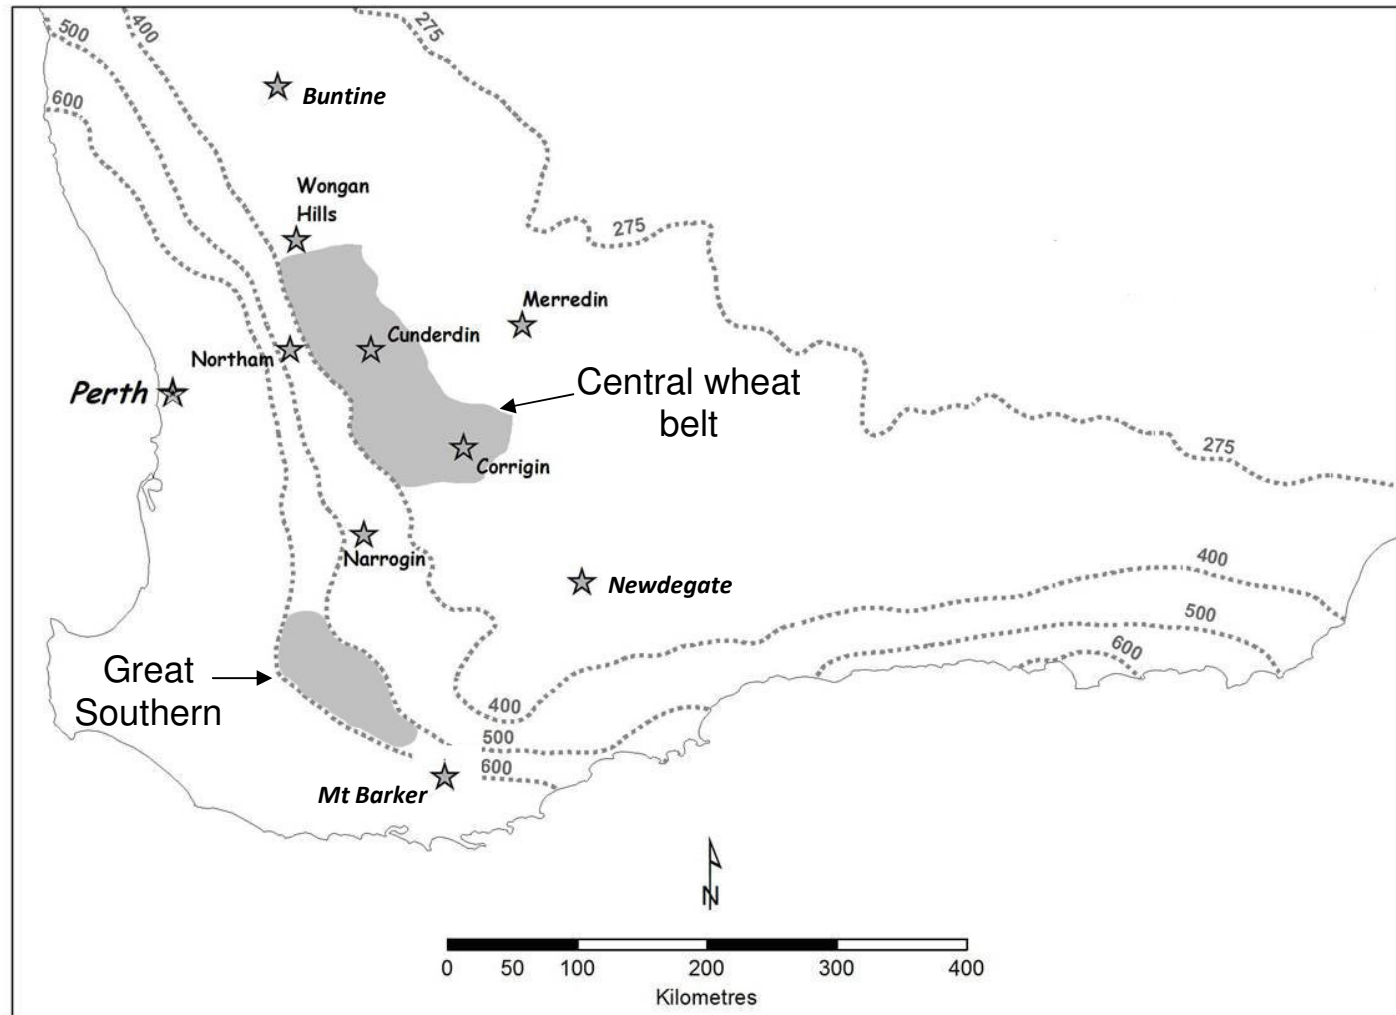 275
400
500
600
Buntine
Wongan
Hills
275
Merredin
Cunderdin
Northam
Perth
Central wheat
belt
275
Corrigin
Narrogin
400
Newdegate
500
600
Great
Southern
400
500
600
Mt Barker
N
0 50 100 200 300 400
Kilometres